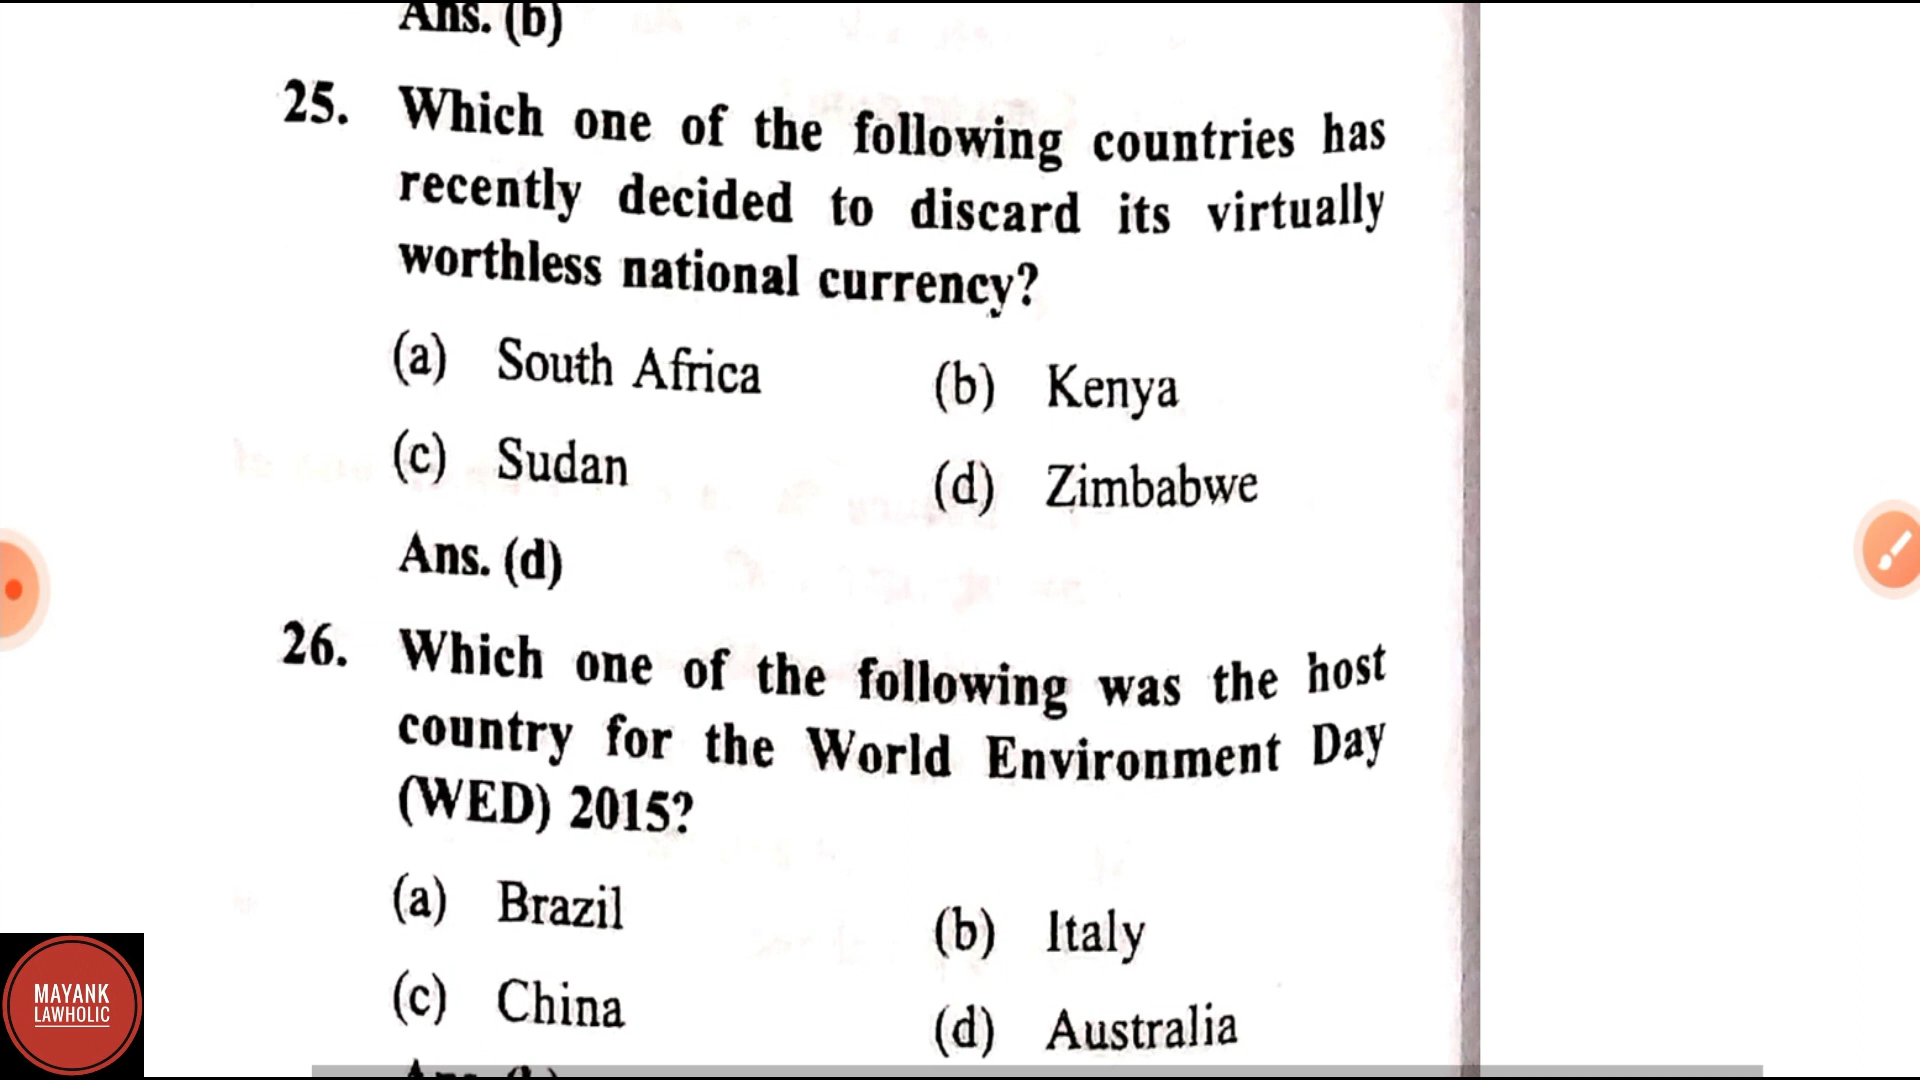 Ans. (b)
25. Which one of the following countries has
recently decided to discard its virtually
worthless national currency?
(a) South Africa (b) Kenya
(c) Sudan (d) Zimbabwe
Ans. (d)
26. Which one of the following was the host
country for the World Environment Day
(WED) 2015?
(a) Brazil (b) Italy
(c) China (d) Australia
MAYANK
LAWHOLIC